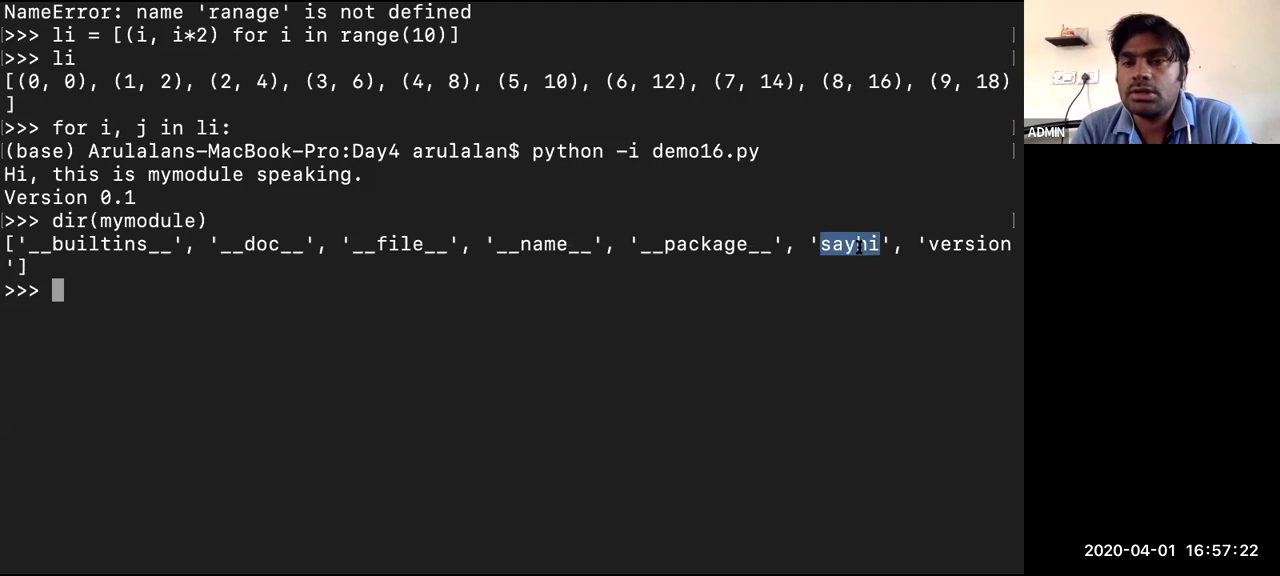 NameError: name 'ranage' is not defined
>>> li = [(i, i*2) for i in range(10)]
>>> li
[(0, 0), (1, 2), (2, 4), (3, 6), (4, 8), (5, 10), (6, 12), (7, 14), (8, 16), (9, 18)
]
>>> for i, j in li:
(base) Arulalans-MacBook-Pro:Day4 arulalan$ python -i demo16.py
Hi, this is mymodule speaking.
Version 0.1
>>> dir(mymodule)
['__builtins__', '__doc__', '__file__', '__name__', '__package__', 'sayhi', 'version
']
>>>
ADMIN
2020-04-01 16:57:22